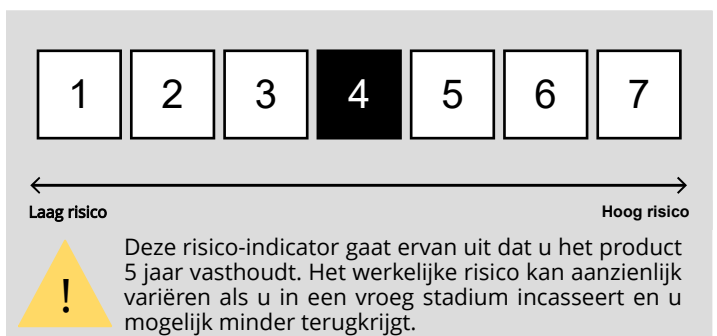 1 2 3 4 5 6 7
Laag risico Hoog risico
Deze risico-indicator gaat ervan uit dat u het product
5 jaar vasthoudt. Het werkelijke risico kan aanzienlijk
variëren als u in een vroeg stadium incasseert en u
mogelijk minder terugkrijgt.
!